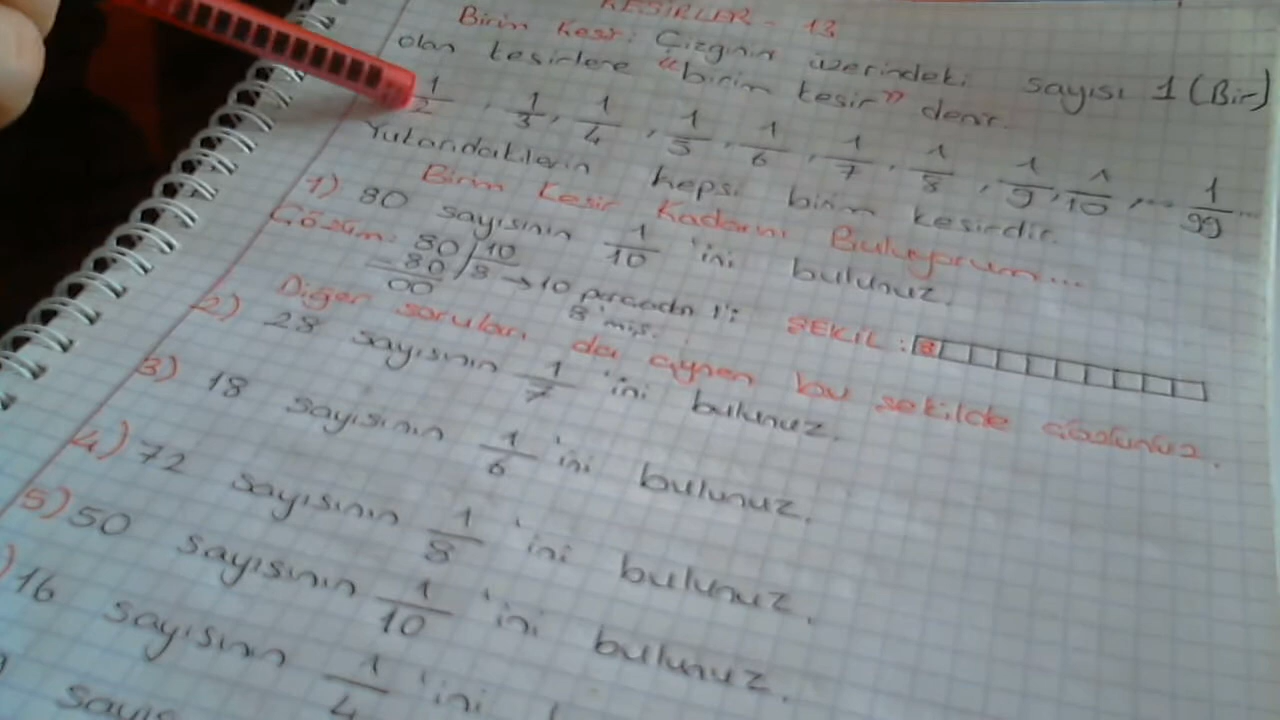 KESİRLER - 13
Birim Kesir: Çizginin üzerindeki sayısı 1 (Bir)
olan kesirlere "birim kesir" denir.
1/2, 1/3, 1/4, 1/5, 1/6, 1/7, 1/8, 1/9, 1/10, ... 1/99 ...
Yukarıdakilerin hepsi birim kesirdir.
Birim Kesir Kadarını Buluyorum...
1) 80 sayısının 1/10 'ini bulunuz.
Çözüm: 80 | 10
- 80 | 8 → 10 parçadan 1'i ŞEKİL: 8
00 8'miş.
Diğer soruları da aynen bu şekilde çözünüz.
2) 28 sayısının 1/7 'ini bulunuz.
3) 18 sayısının 1/6 'ini bulunuz.
4) 72 sayısının 1/8 'ini bulunuz.
5) 50 sayısının 1/10 'ini bulunuz.
) 16 sayısının 1/4 'ini